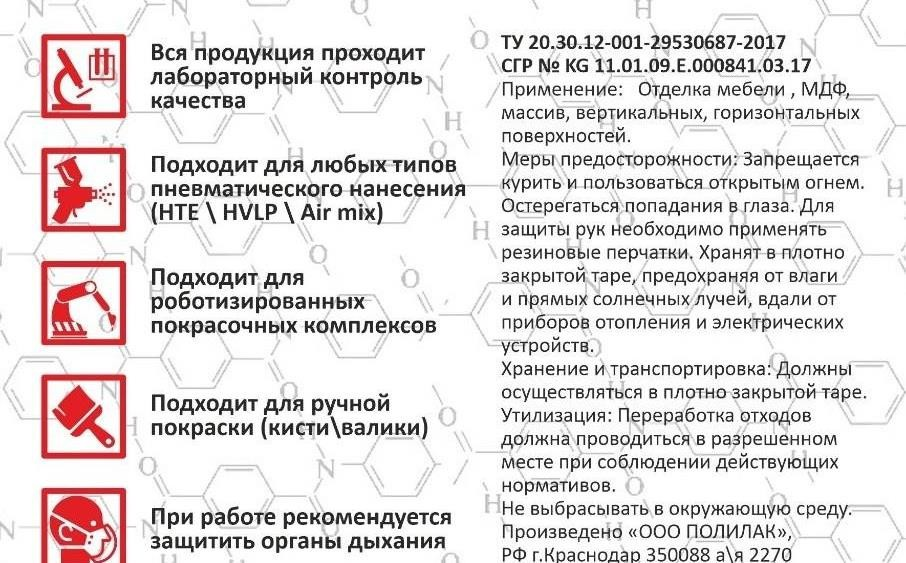 Вся продукция проходит
лабораторный контроль
качества
Подходит для любых типов
пневматического нанесения
(HTE \ HVLP \ Air mix)
Подходит для
роботизированных
покрасочных комплексов
Подходит для ручной
покраски (кисти\валики)
При работе рекомендуется
защитить органы дыхания
ТУ 20.30.12-001-29530687-2017
СГР № KG 11.01.09.Е.000841.03.17
Применение: Отделка мебели , МДФ,
массив, вертикальных, горизонтальных
поверхностей.
Меры предосторожности: Запрещается
курить и пользоваться открытым огнем.
Остерегаться попадания в глаза. Для
защиты рук необходимо применять
резиновые перчатки. Хранят в плотно
закрытой таре, предохраняя от влаги
и прямых солнечных лучей, вдали от
приборов отопления и электрических
устройств.
Хранение и транспортировка: Должны
осуществляться в плотно закрытой таре.
Утилизация: Переработка отходов
должна проводиться в разрешенном
месте при соблюдении действующих
нормативов.
Не выбрасывать в окружающую среду.
Произведено «ООО ПОЛИЛАК»,
РФ г.Краснодар 350088 а\я 2270